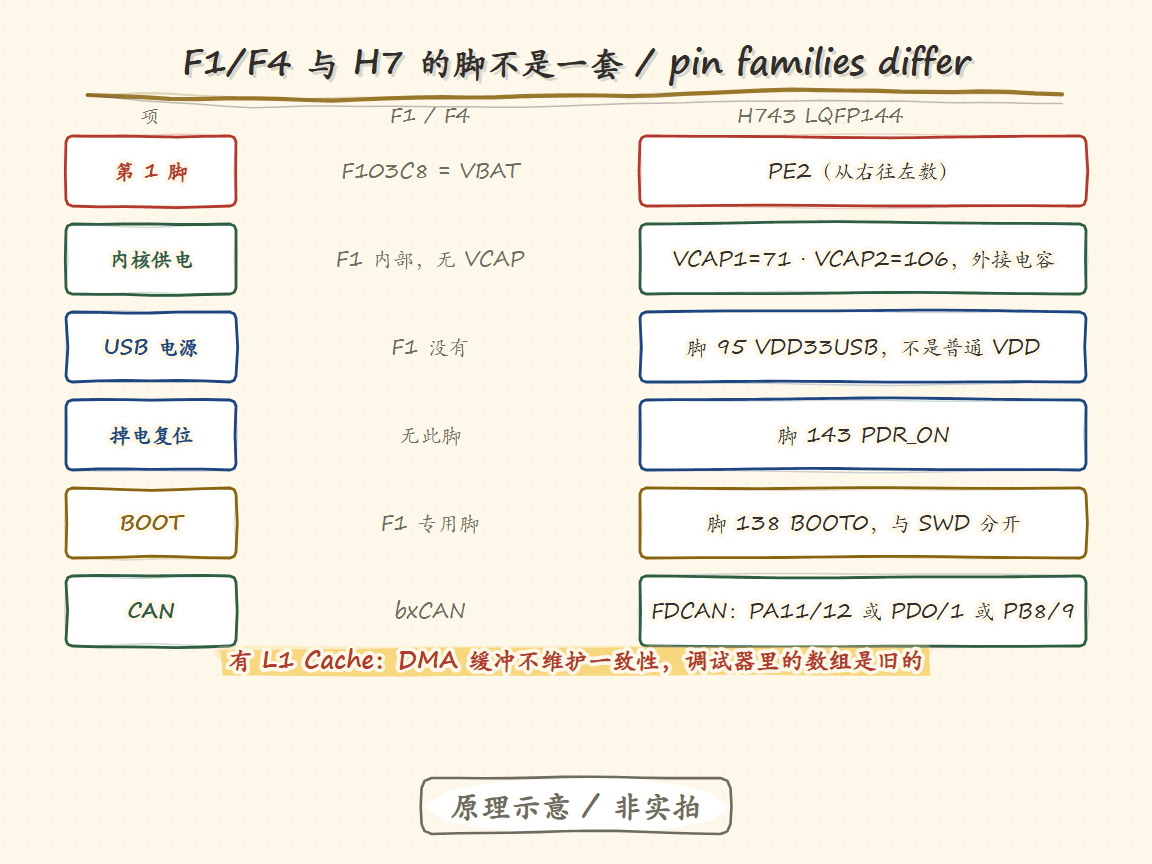 F1/F4 与 H7 的脚不是一套 / pin families differ
项 F1 / F4 H743 LQFP144
第 1 脚 F103C8 = VBAT PE2（从右往左数）
内核供电 F1 内部，无 VCAP VCAP1=71 · VCAP2=106，外接电容
USB 电源 F1 没有 脚 95 VDD33USB，不是普通 VDD
掉电复位 无此脚 脚 143 PDR_ON
BOOT F1 专用脚 脚 138 BOOT0，与 SWD 分开
CAN bxCAN FDCAN：PA11/12 或 PD0/1 或 PB8/9
有 L1 Cache：DMA 缓冲不维护一致性，调试器里的数组是旧的
原理示意 / 非实拍